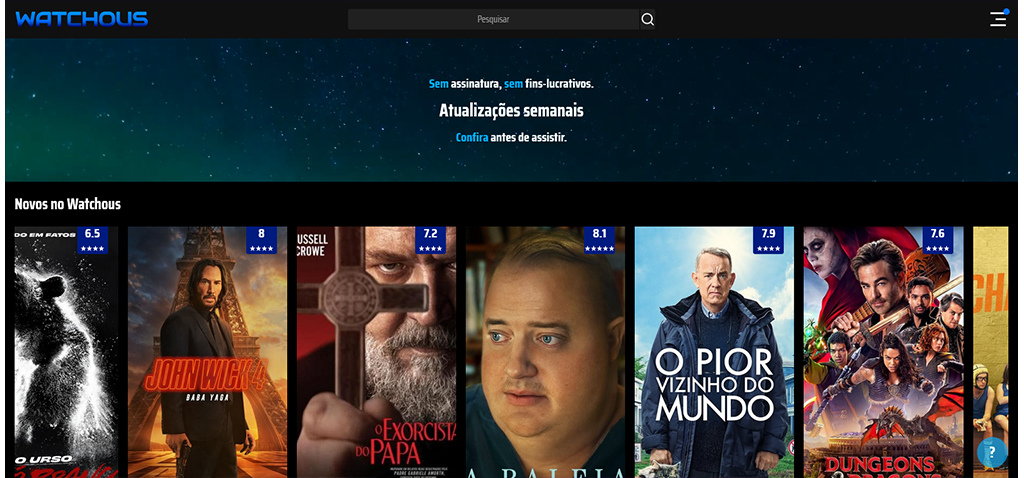 WATCHOUS
Pesquisar
Sem assinatura, sem fins-lucrativos.
Atualizações semanais
Confira antes de assistir.
Novos no Watchous
6.5
DO EM FATOS
O URSO
8
JOHN WICK 4
BABA YAGA
7.2
USSELL
CROWE
O EXORCISTA
DO PAPA
8.1
A BALEIA
7.9
O PIOR
VIZINHO DO
MUNDO
7.6
DUNGEONS
DRAGONS
CHA
?